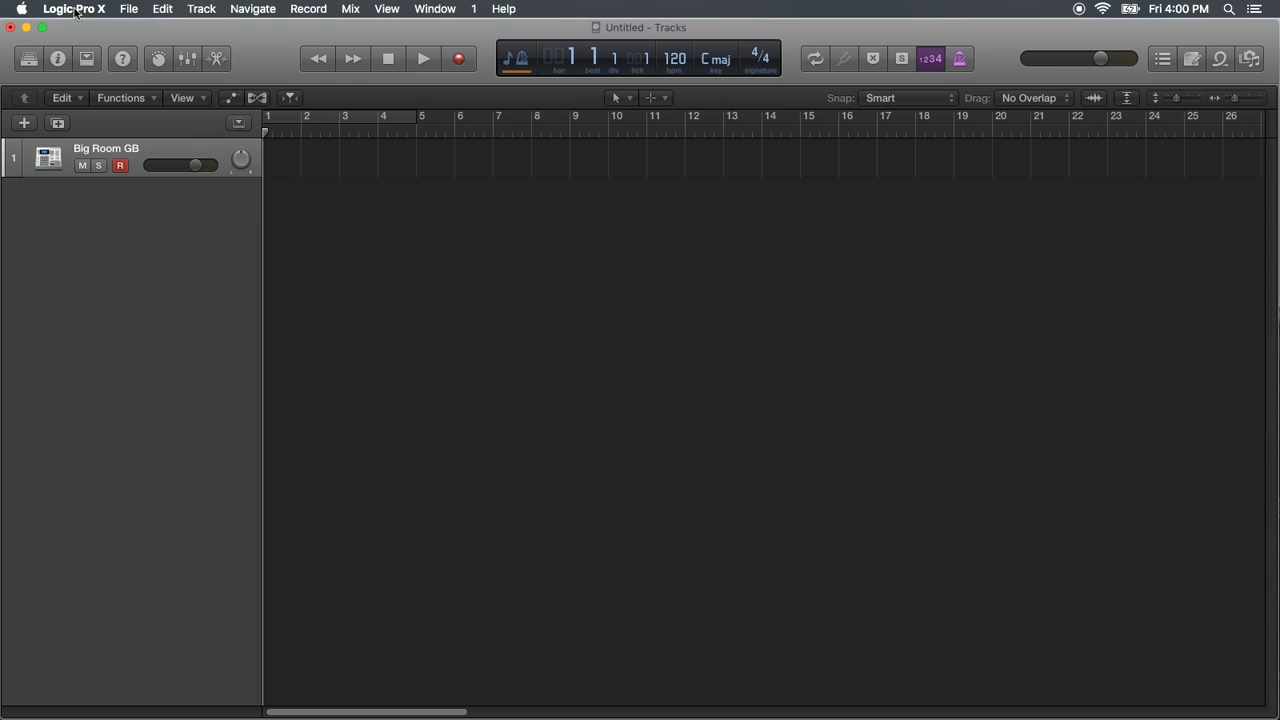 Logic Pro X File Edit Track Navigate Record Mix View Window 1 Help Fri 4:00 PM
Untitled - Tracks
001 1 1 001 120 C maj 4/4 1234
bar beat div tick bpm key signature
Edit Functions View Snap: Smart Drag: No Overlap
1 2 3 4 5 6 7 8 9 10 11 12 13 14 15 16 17 18 19 20 21 22 23 24 25 26
1 Big Room GB
M S R
L R